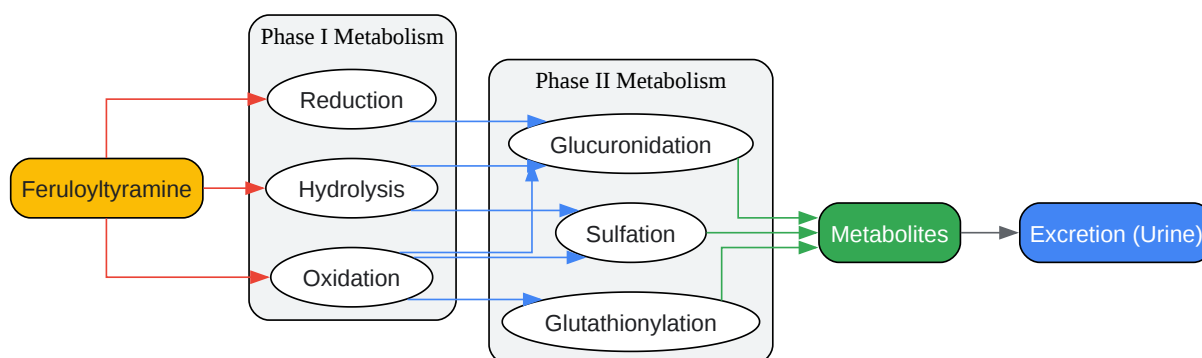 Phase I Metabolism
Reduction
Hydrolysis
Oxidation
Feruloyltyramine
Phase II Metabolism
Glucuronidation
Sulfation
Glutathionylation
Metabolites
Excretion (Urine)